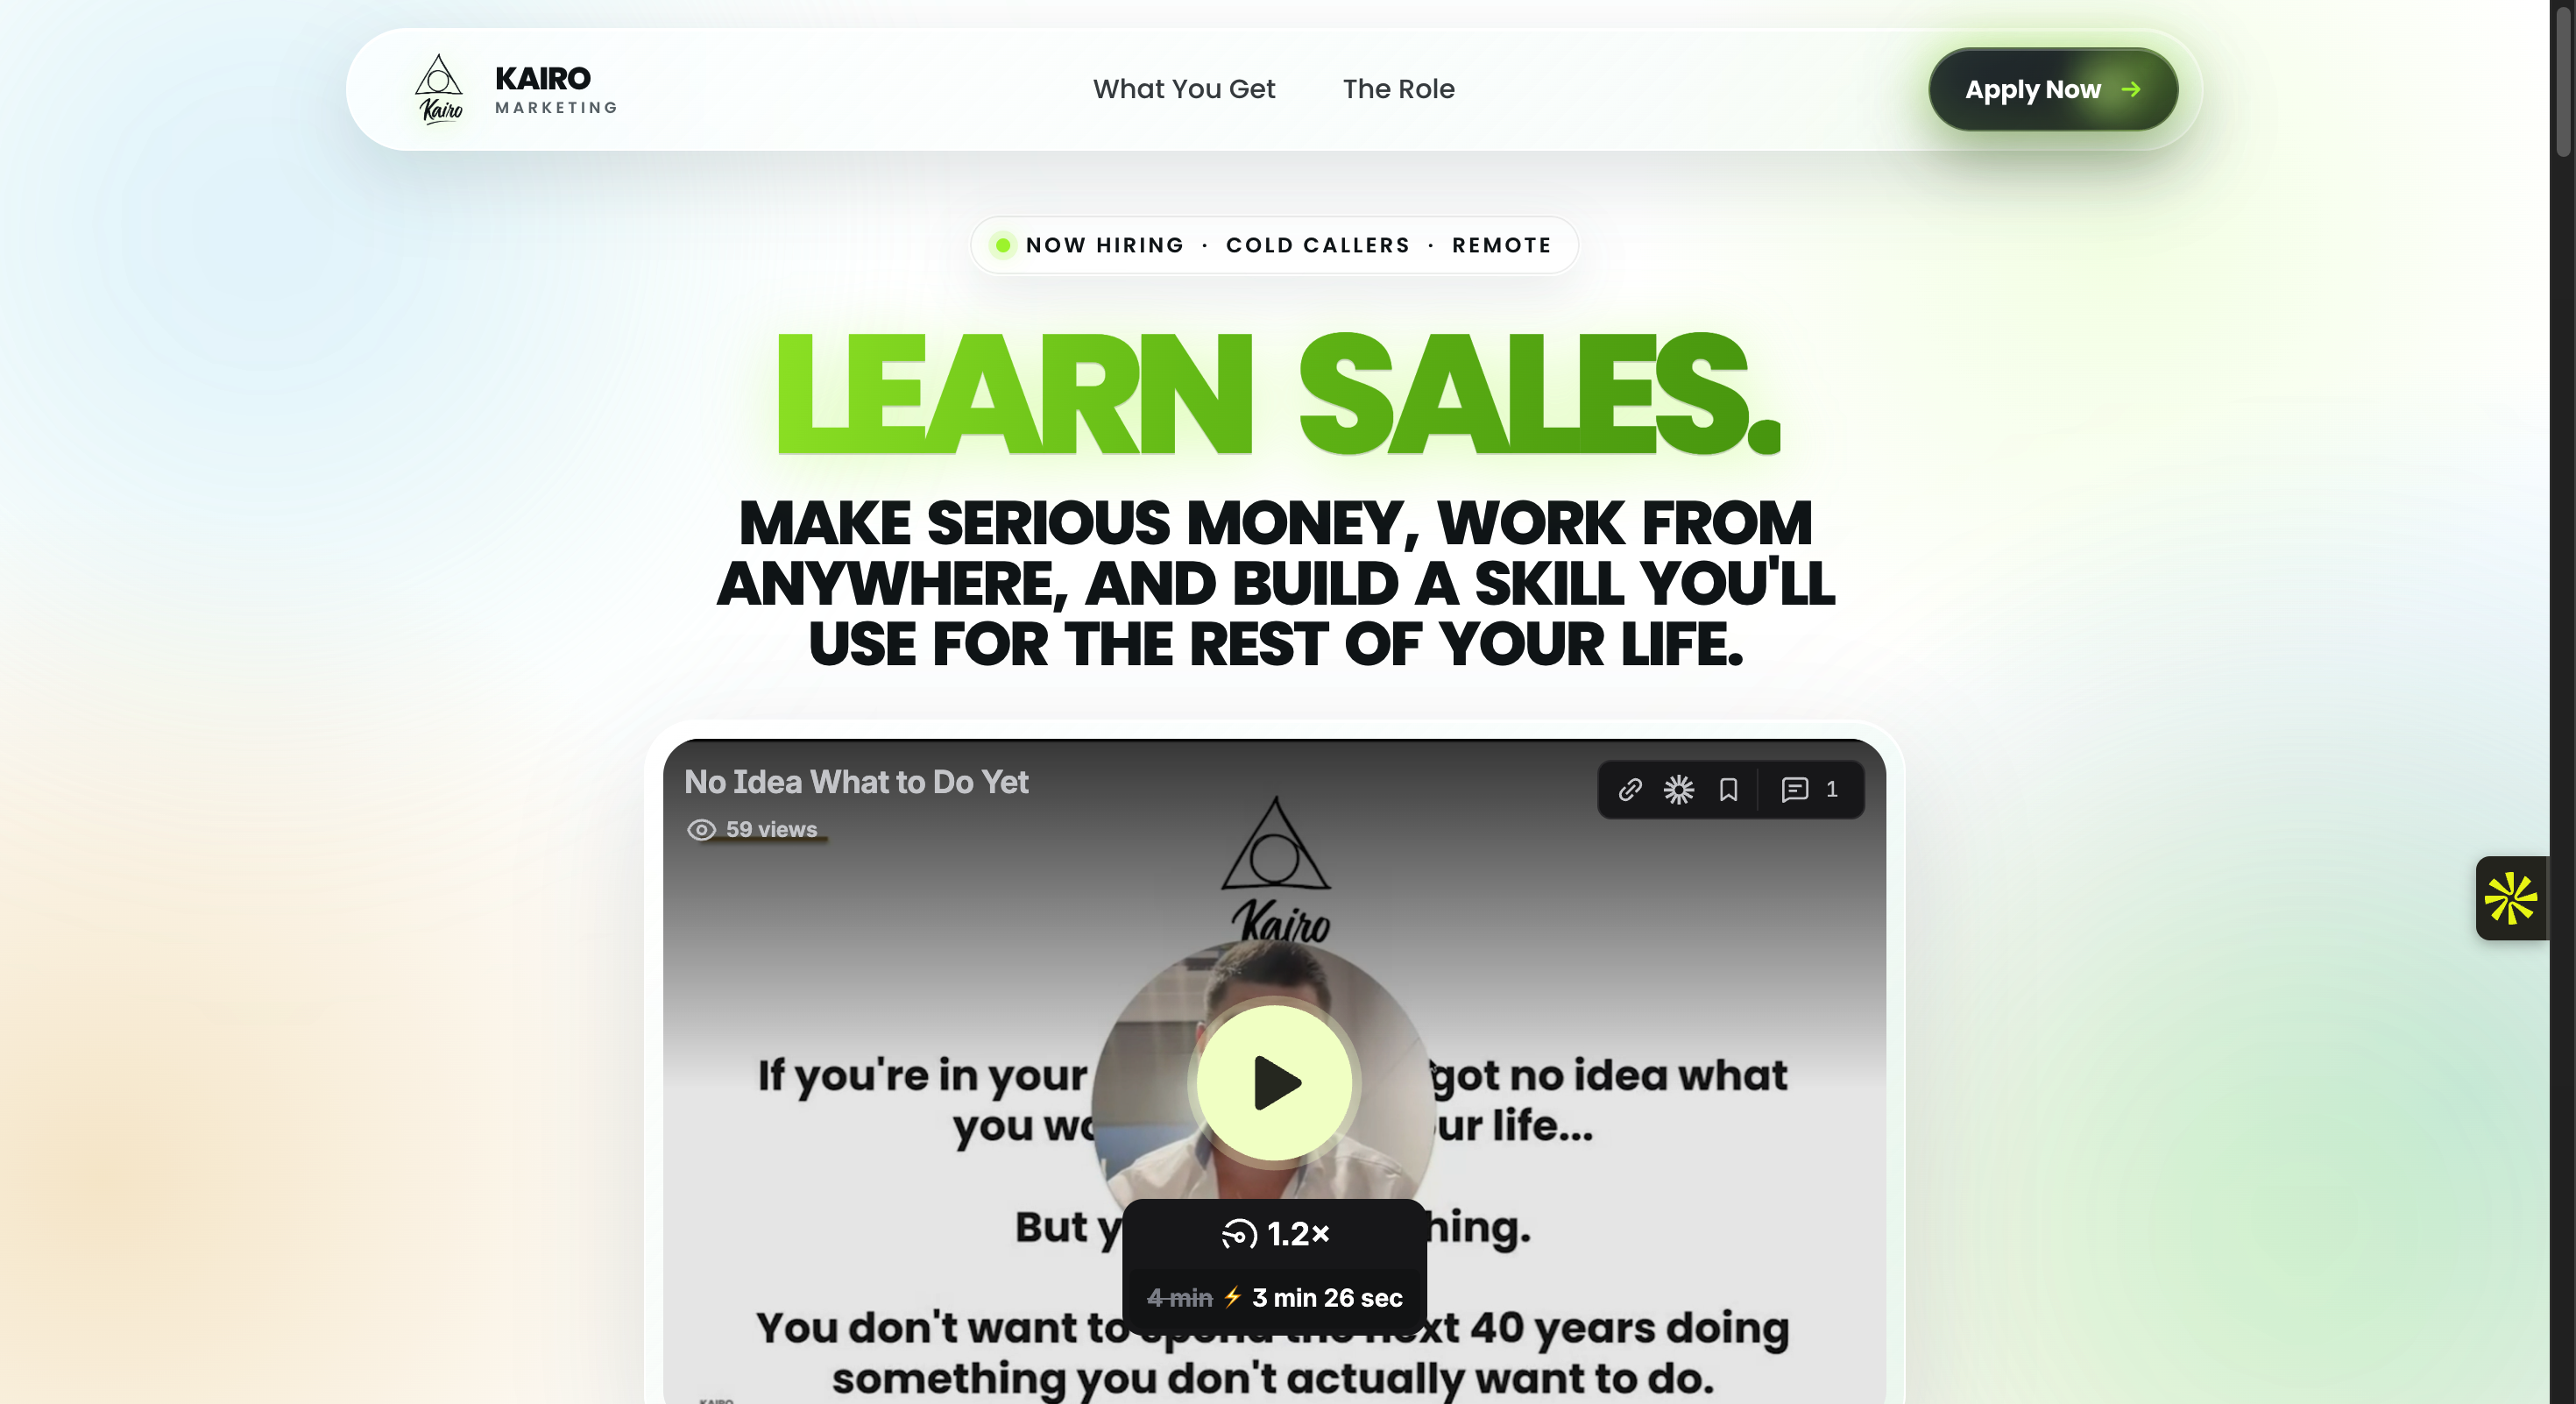 Kairo
KAIRO
MARKETING
What You Get
The Role
Apply Now
NOW HIRING · COLD CALLERS · REMOTE
LEARN SALES.
MAKE SERIOUS MONEY, WORK FROM
ANYWHERE, AND BUILD A SKILL YOU'LL
USE FOR THE REST OF YOUR LIFE.
No Idea What to Do Yet
1
59 views
Kairo
If you're in your got no idea what
you life...
But
You don't want to 40 years doing
something you don't actually want to do.
1.2×
4 min ⚡ 3 min 26 sec
KAIRO